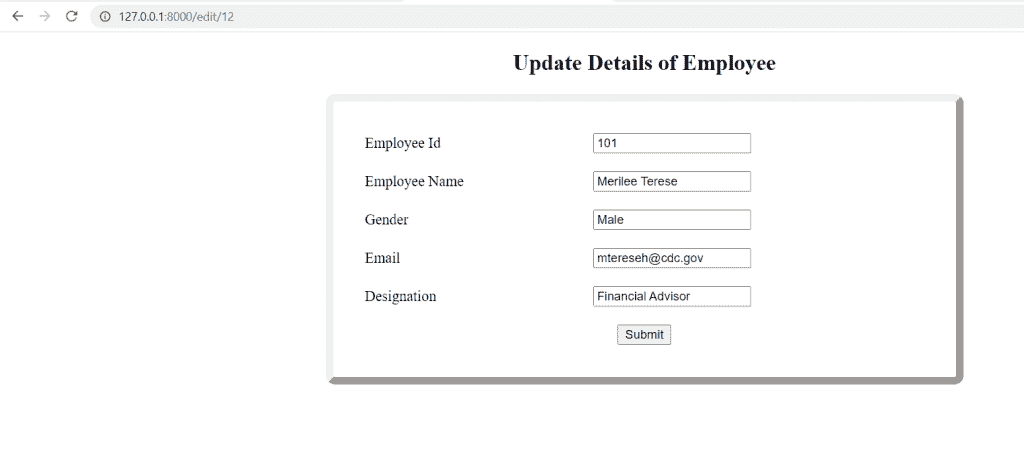 127.0.0.1:8000/edit/12
Update Details of Employee
Employee Id 101
Employee Name Merilee Terese
Gender Male
Email mtereseh@cdc.gov
Designation Financial Advisor
Submit